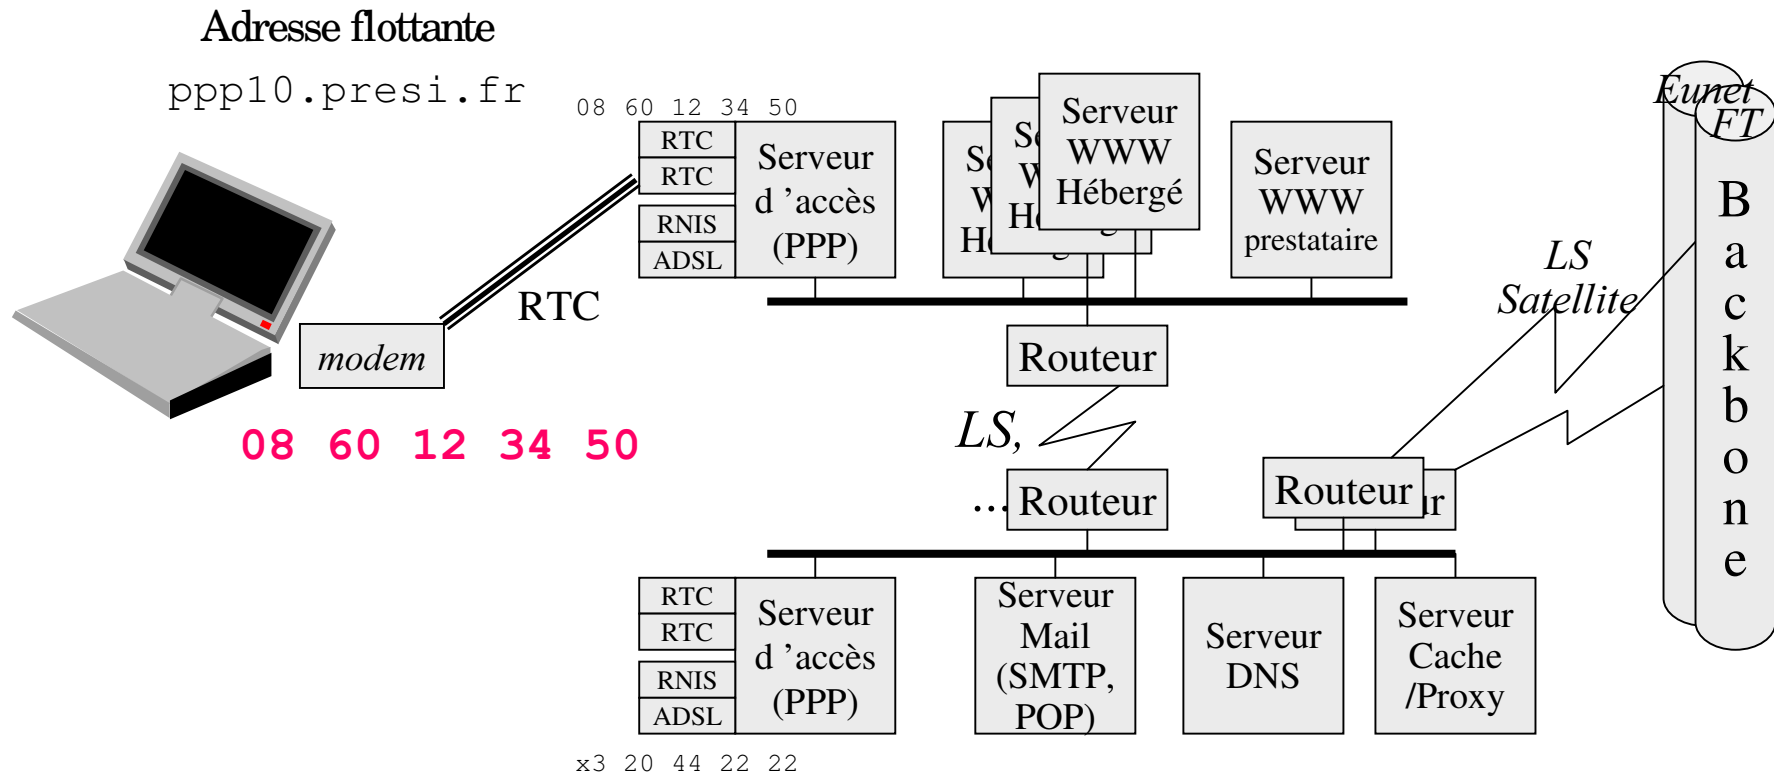 Adresse flottante
ppp10.presi.fr
08 60 12 34 50
RTC
RTC
RNIS
ADSL
Serveur
d ’accès
(PPP)
Serveur
WWW
Hébergé
Serveur
WWW
prestataire
Eunet
FT
Backbone
LS
Satellite
RTC
modem
08 60 12 34 50
Routeur
LS,
... Routeur
Routeur
RTC
RTC
RNIS
ADSL
Serveur
d ’accès
(PPP)
Serveur
Mail
(SMTP,
POP)
Serveur
DNS
Serveur
Cache
/Proxy
x3 20 44 22 22